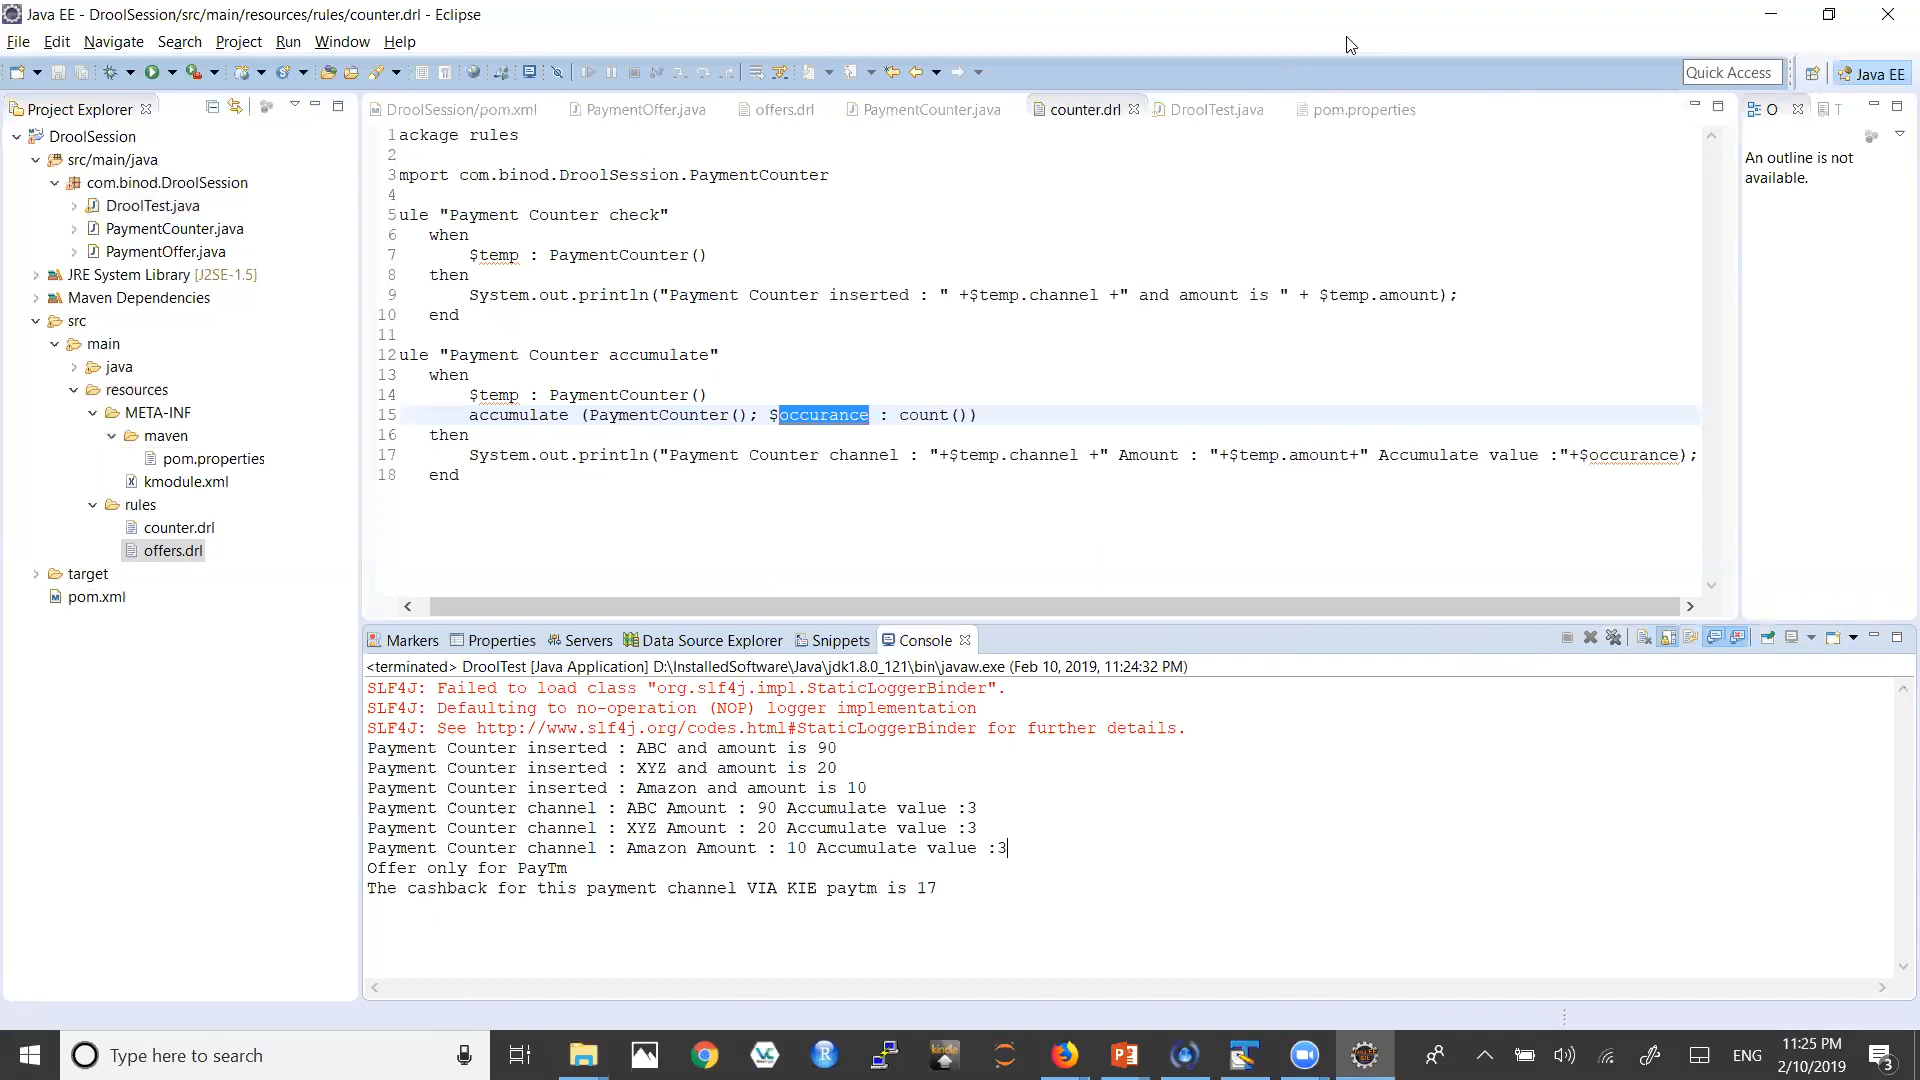 Java EE - DroolSession/src/main/resources/rules/counter.drl - Eclipse
File Edit Navigate Search Project Run Window Help
Quick Access
Java EE
Project Explorer
DroolSession
src/main/java
com.binod.DroolSession
DroolTest.java
PaymentCounter.java
PaymentOffer.java
JRE System Library [J2SE-1.5]
Maven Dependencies
src
main
java
resources
META-INF
maven
pom.properties
kmodule.xml
rules
counter.drl
offers.drl
target
pom.xml
DroolSession/pom.xml PaymentOffer.java offers.drl PaymentCounter.java counter.drl DroolTest.java pom.properties
1 ackage rules
2
3 mport com.binod.DroolSession.PaymentCounter
4
5 ule "Payment Counter check"
6 when
7 $temp : PaymentCounter()
8 then
9 System.out.println("Payment Counter inserted : " +$temp.channel +" and amount is " + $temp.amount);
10 end
11
12 ule "Payment Counter accumulate"
13 when
14 $temp : PaymentCounter()
15 accumulate (PaymentCounter(); $occurance : count())
16 then
17 System.out.println("Payment Counter channel : "+$temp.channel +" Amount : "+$temp.amount+" Accumulate value :"+$occurance);
18 end
O T
An outline is not
available.
Markers Properties Servers Data Source Explorer Snippets Console
<terminated> DroolTest [Java Application] D:\InstalledSoftware\Java\jdk1.8.0_121\bin\javaw.exe (Feb 10, 2019, 11:24:32 PM)
SLF4J: Failed to load class "org.slf4j.impl.StaticLoggerBinder".
SLF4J: Defaulting to no-operation (NOP) logger implementation
SLF4J: See http://www.slf4j.org/codes.html#StaticLoggerBinder for further details.
Payment Counter inserted : ABC and amount is 90
Payment Counter inserted : XYZ and amount is 20
Payment Counter inserted : Amazon and amount is 10
Payment Counter channel : ABC Amount : 90 Accumulate value :3
Payment Counter channel : XYZ Amount : 20 Accumulate value :3
Payment Counter channel : Amazon Amount : 10 Accumulate value :3
Offer only for PayTm
The cashback for this payment channel VIA KIE paytm is 17
Type here to search
kindle
ENG
11:25 PM
2/10/2019
3